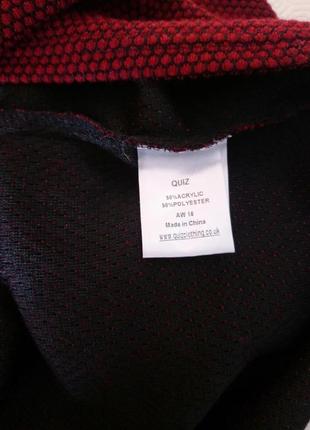 QUIZ
50%ACRYLIC
50%POLYESTER
AW 16
Made in China
www.quizclothing.co.uk